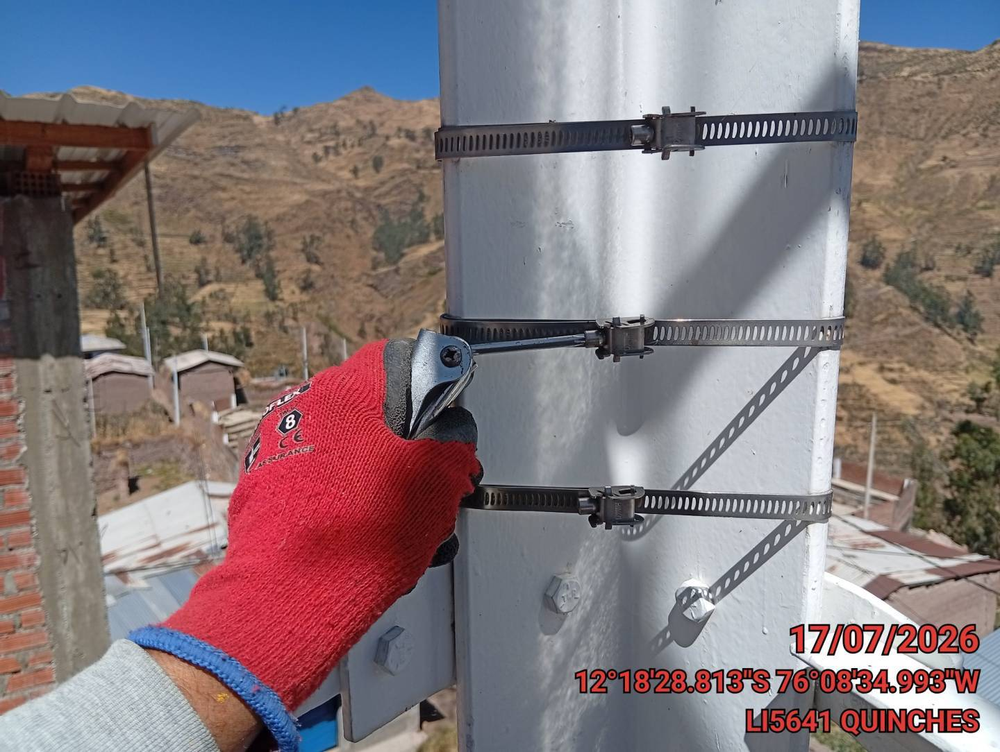 8
CE
ASSURANCE
17/07/2026
12°18'28.813"S 76°08'34.993"W
LI5641 QUINCHES